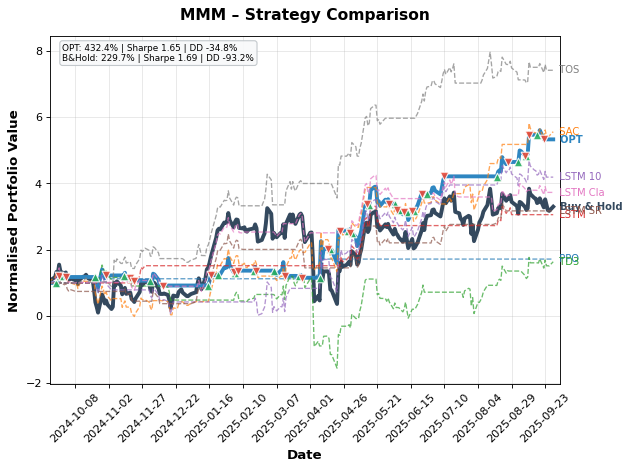 MMM – Strategy Comparison
OPT: 432.4% | Sharpe 1.65 | DD -34.8%
B&Hold: 229.7% | Sharpe 1.69 | DD -93.2%
Normalised Portfolio Value
8
6
4
2
0
−2
TOS
SAC
OPT
LSTM 10
LSTM Cla
Buy & Hold
LSTM
PPO
TD3
2024-10-08
2024-11-02
2024-11-27
2024-12-22
2025-01-16
2025-02-10
2025-03-07
2025-04-01
2025-04-26
2025-05-21
2025-06-15
2025-07-10
2025-08-04
2025-08-29
2025-09-23
Date